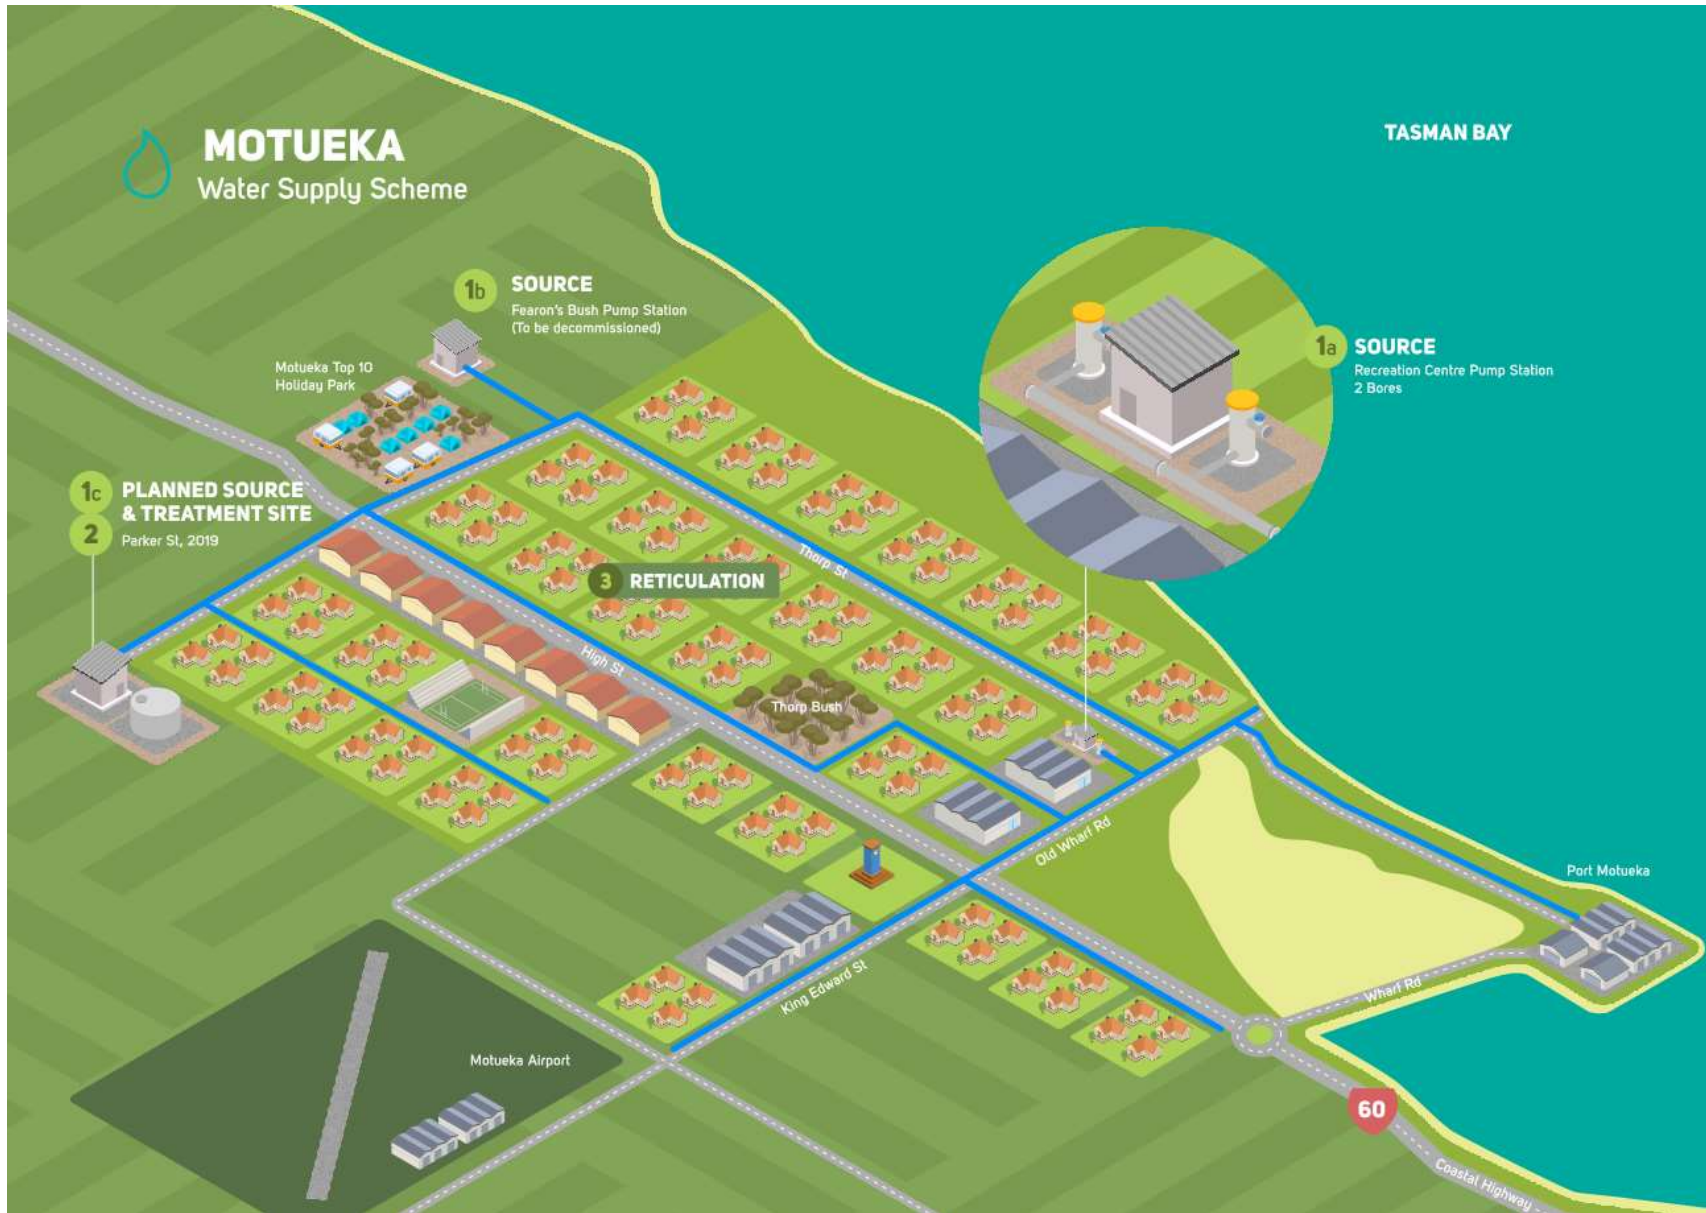 MOTUEKA
Water Supply Scheme
TASMAN BAY
1b
SOURCE
Fearon's Bush Pump Station
(To be decommissioned)
1a
SOURCE
Recreation Centre Pump Station
2 Bores
Motueka Top 10
Holiday Park
1c
PLANNED SOURCE
& TREATMENT SITE
2
Parker St, 2019
Thorp St
3
RETICULATION
High St
Thorp Bush
Old Wharf Rd
Port Motueka
King Edward St
Wharf Rd
Motueka Airport
60
Coastal Highway